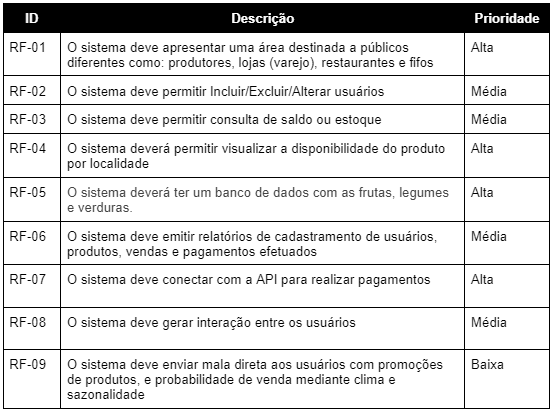 ID Descrição Prioridade
RF-01 O sistema deve apresentar uma área destinada a públicos Alta
diferentes como: produtores, lojas (varejo), restaurantes e fifos
RF-02 O sistema deve permitir Incluir/Excluir/Alterar usuários Média
RF-03 O sistema deve permitir consulta de saldo ou estoque Média
RF-04 O sistema deverá permitir visualizar a disponibilidade do produto Alta
por localidade
RF-05 O sistema deverá ter um banco de dados com as frutas, legumes Alta
e verduras.
RF-06 O sistema deve emitir relatórios de cadastramento de usuários, Média
produtos, vendas e pagamentos efetuados
RF-07 O sistema deve conectar com a API para realizar pagamentos Alta
RF-08 O sistema deve gerar interação entre os usuários Média
RF-09 O sistema deve enviar mala direta aos usuários com promoções Baixa
de produtos, e probabilidade de venda mediante clima e
sazonalidade